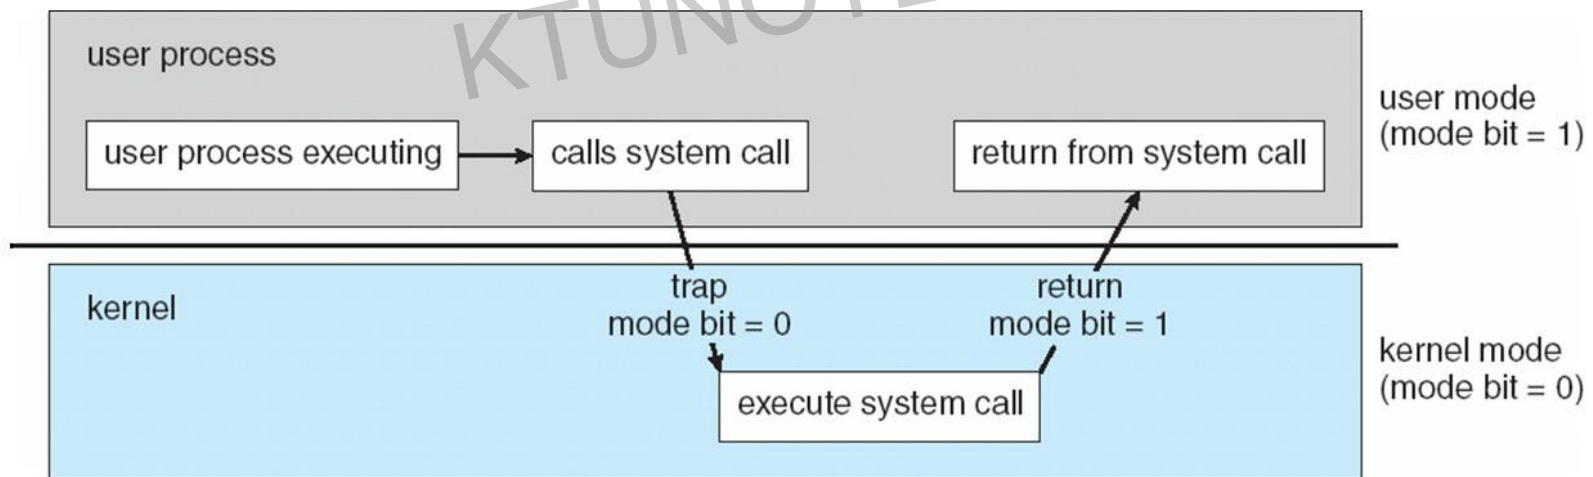 KTUNOTE
user process
user process executing
calls system call
return from system call
user mode
(mode bit = 1)
kernel
trap
mode bit = 0
return
mode bit = 1
kernel mode
(mode bit = 0)
execute system call